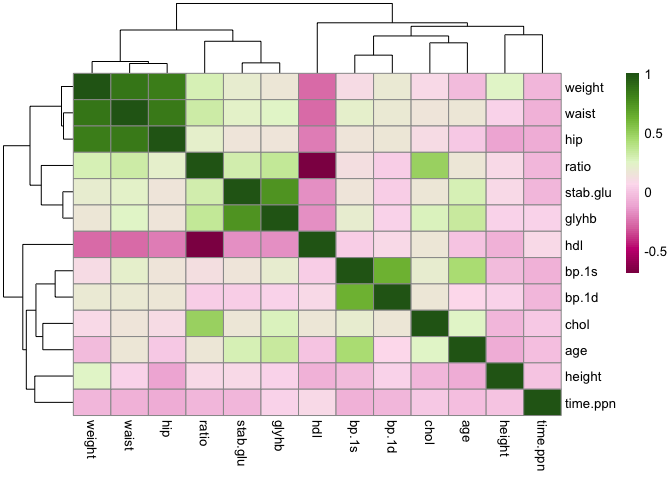 weight
waist
hip
ratio
stab.glu
glyhb
hdl
bp.1s
bp.1d
chol
age
height
time.ppn
1
0.5
0
-0.5
weight
waist
hip
ratio
stab.glu
glyhb
hdl
bp.1s
bp.1d
chol
age
height
time.ppn